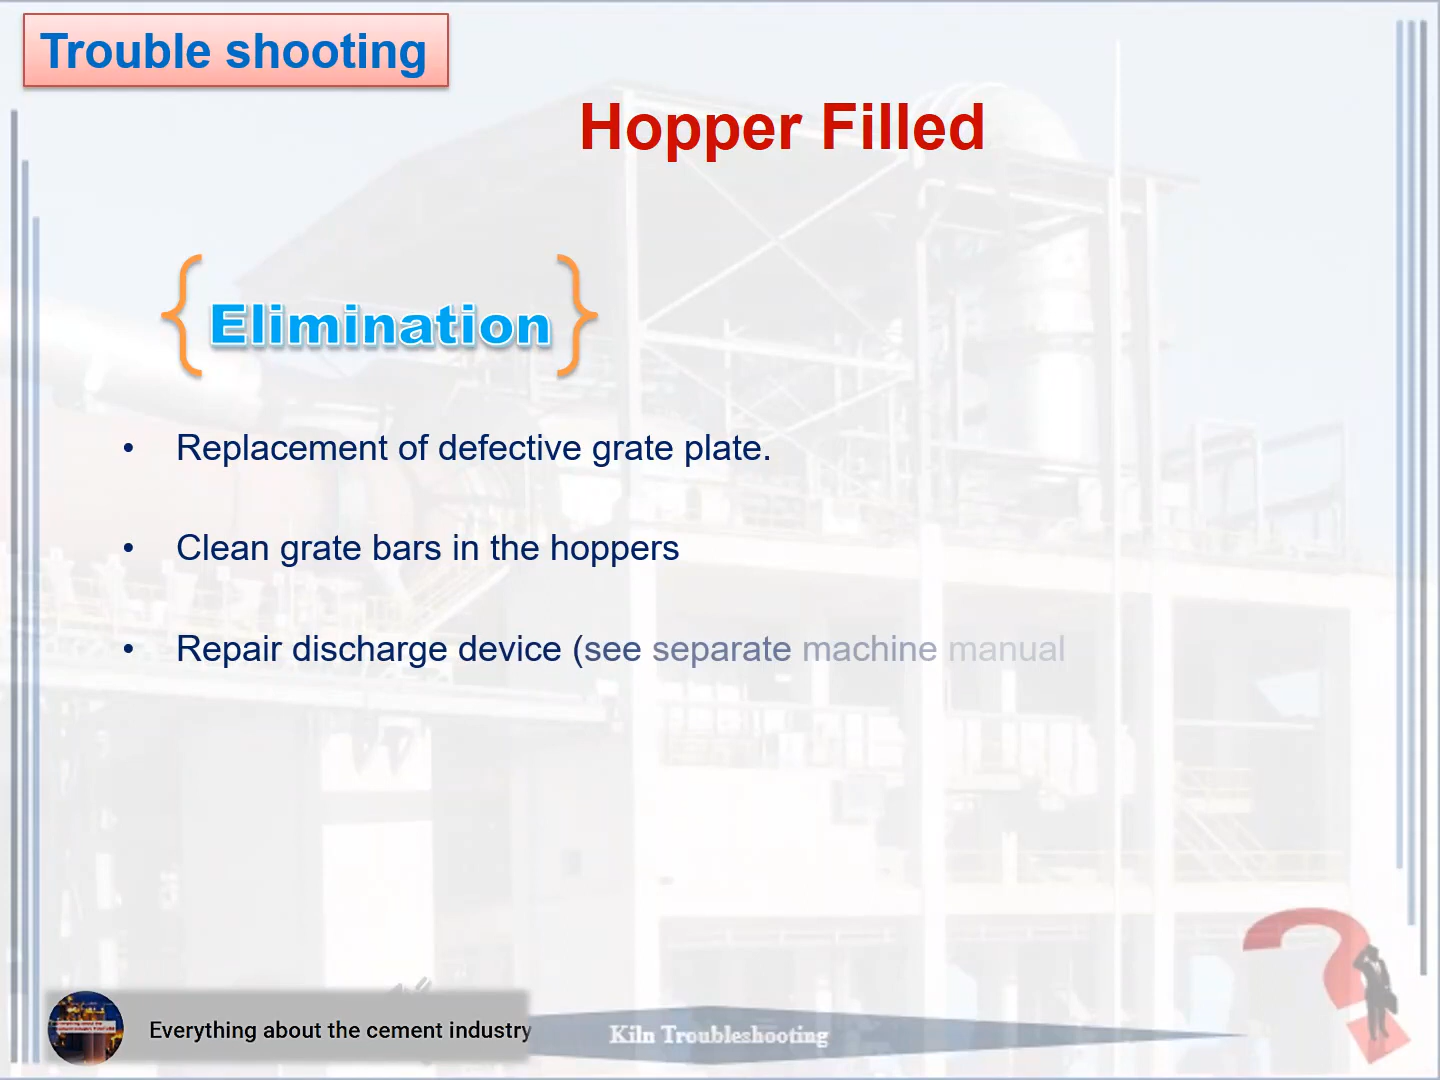 Trouble shooting
Hopper Filled
Elimination
• Replacement of defective grate plate.
• Clean grate bars in the hoppers
• Repair discharge device (see separate machine manual
Everything about the cement industry
Kiln Troubleshooting